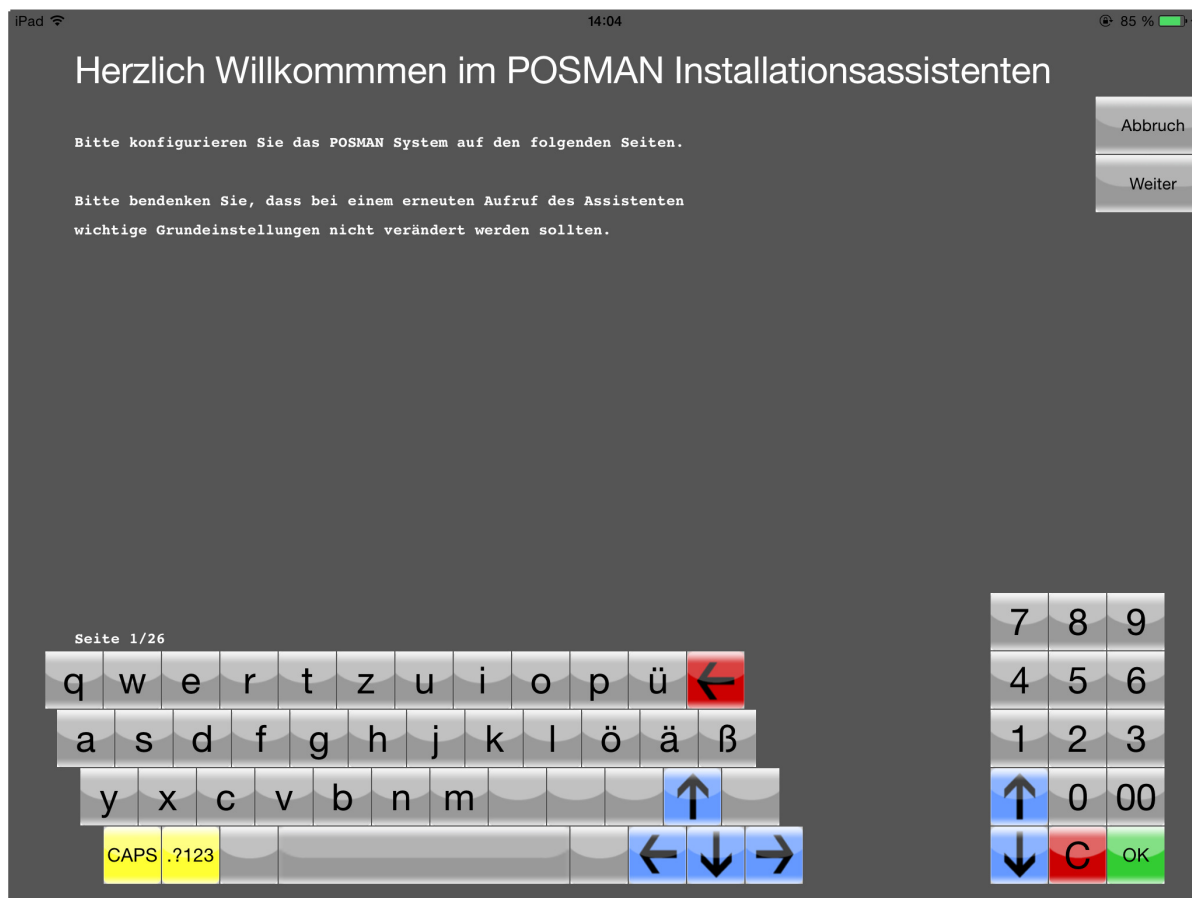 iPad 14:04 85 %
Herzlich Willkommmen im POSMAN Installationsassistenten
Abbruch
Bitte konfigurieren Sie das POSMAN System auf den folgenden Seiten.
Weiter
Bitte bendenken Sie, dass bei einem erneuten Aufruf des Assistenten
wichtige Grundeinstellungen nicht verändert werden sollten.
Seite 1/26
q w e r t z u i o p ü
a s d f g h j k l ö ä ß
y x c v b n m
CAPS .?123
7 8 9
4 5 6
1 2 3
0 00
C OK